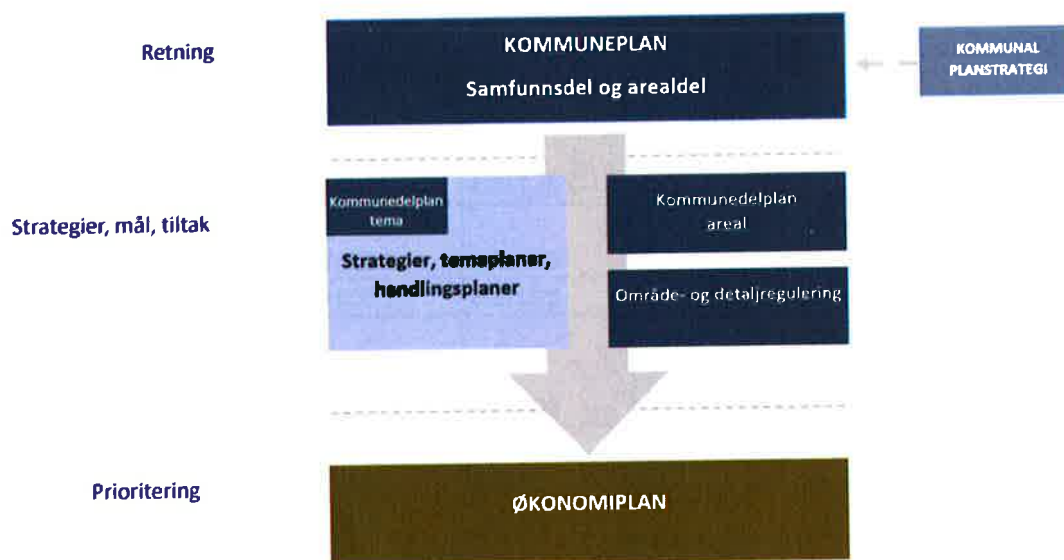 Retning
KOMMUNEPLAN
Samfunnsdel og arealdel
KOMMUNAL
PLANSTRATEGI
Strategier, mål, tiltak
Kommunedelplan
tema
Strategier, temaplaner,
handlingsplaner
Kommunedelplan
areal
Område- og detaljregulering
Prioritering
ØKONOMIPLAN